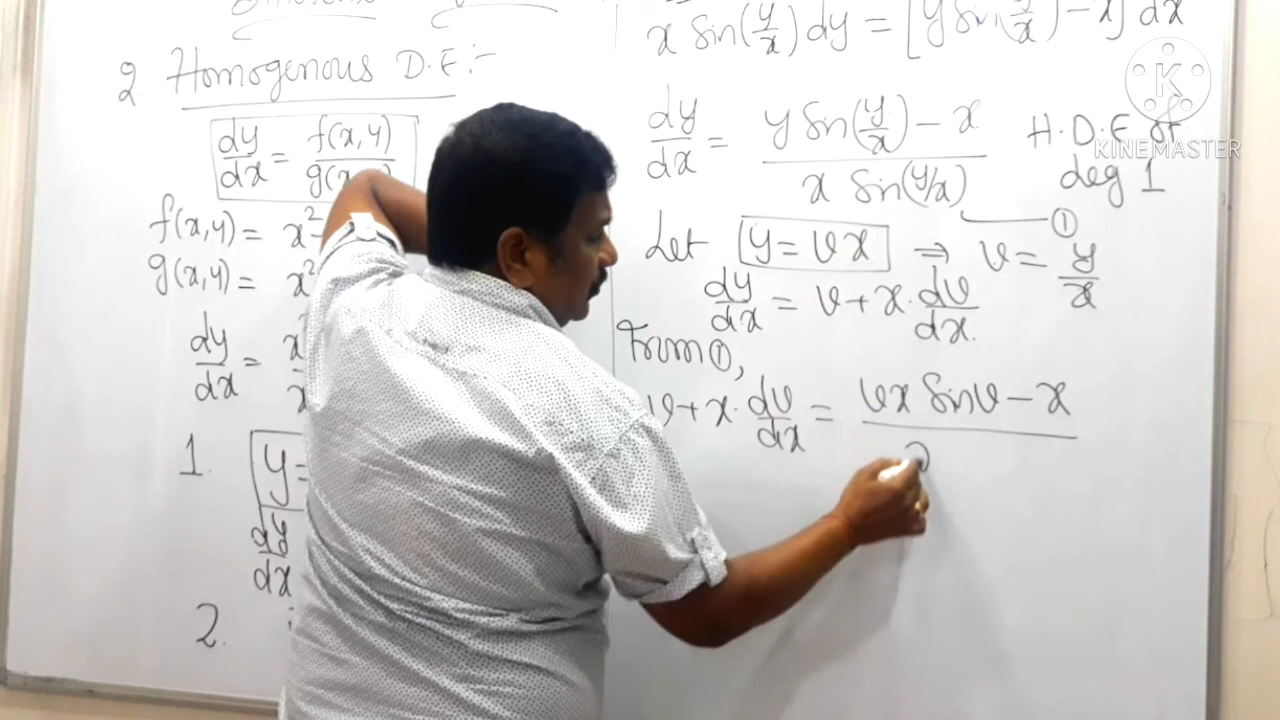 2. Homogenous D.E :-
dy/dx = f(x,y)/g(x,
f(x,y) = x²
g(x,y) = x²
dy/dx = x
1. y =
dx
2.
x Sin(y/x) dy = [y Sin(y/x) - x] dx
dy/dx = y Sin(y/x) - x / x Sin(y/x) H.D.E of deg 1
①
Let y = vx ⇒ v = y/x
dy/dx = v + x. dv/dx.
From ①,
v + x. dv/dx = vx Sinv - x
K
KINEMASTER